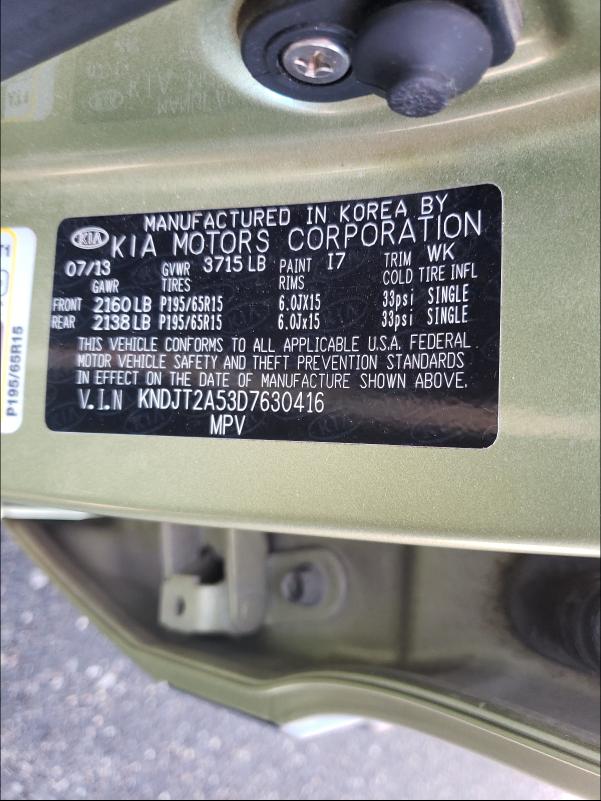 MANUFACTURED IN KOREA BY
KIA KIA MOTORS CORPORATION
07/13 GVWR 3715 LB PAINT I7 TRIM WK
GAWR TIRES RIMS COLD TIRE INFL
FRONT 2160 LB P195/65R15 6.0JX15 33psi SINGLE
REAR 2138 LB P195/65R15 6.0Jx15 33psi SINGLE
THIS VEHICLE CONFORMS TO ALL APPLICABLE U.S.A. FEDERAL
MOTOR VEHICLE SAFETY AND THEFT PREVENTION STANDARDS
IN EFFECT ON THE DATE OF MANUFACTURE SHOWN ABOVE.
V.I.N KNDJT2A53D7630416
MPV
P195/65R15